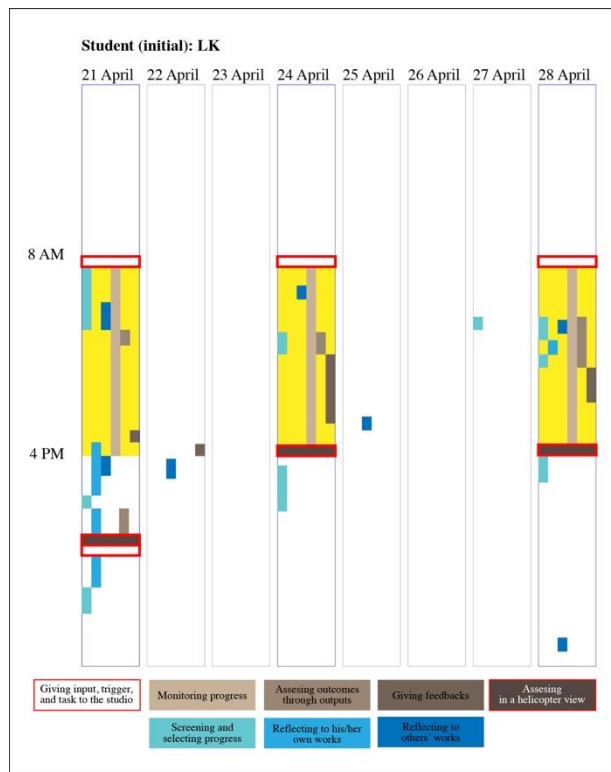 Student (initial): LK
21 April 22 April 23 April 24 April 25 April 26 April 27 April 28 April
8 AM
4 PM
Giving input, trigger,
and task to the studio
Monitoring progress
Assesing outcomes
through outputs
Giving feedbacks
Assesing
in a helicopter view
Screening and
selecting progress
Reflecting to his/her
own works
Reflecting to
others' works